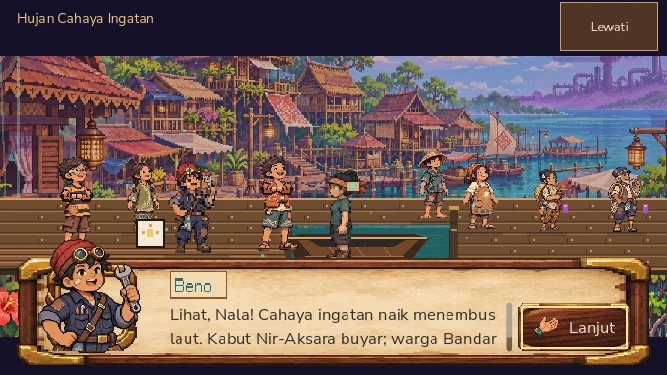 Hujan Cahaya Ingatan
Lewati
Beno
Lihat, Nala! Cahaya ingatan naik menembus
laut. Kabut Nir-Aksara buyar; warga Bandar
Lanjut